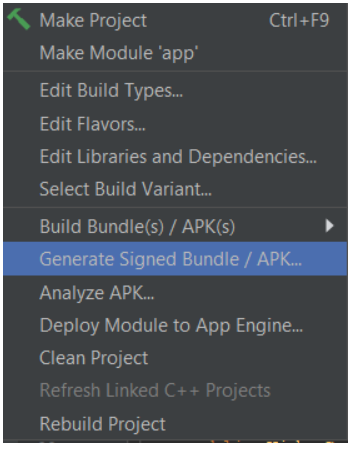 Make Project Ctrl+F9
Make Module 'app'
Edit Build Types...
Edit Flavors...
Edit Libraries and Dependencies...
Select Build Variant...
Build Bundle(s) / APK(s)
Generate Signed Bundle / APK...
Analyze APK...
Deploy Module to App Engine...
Clean Project
Refresh Linked C++ Projects
Rebuild Project